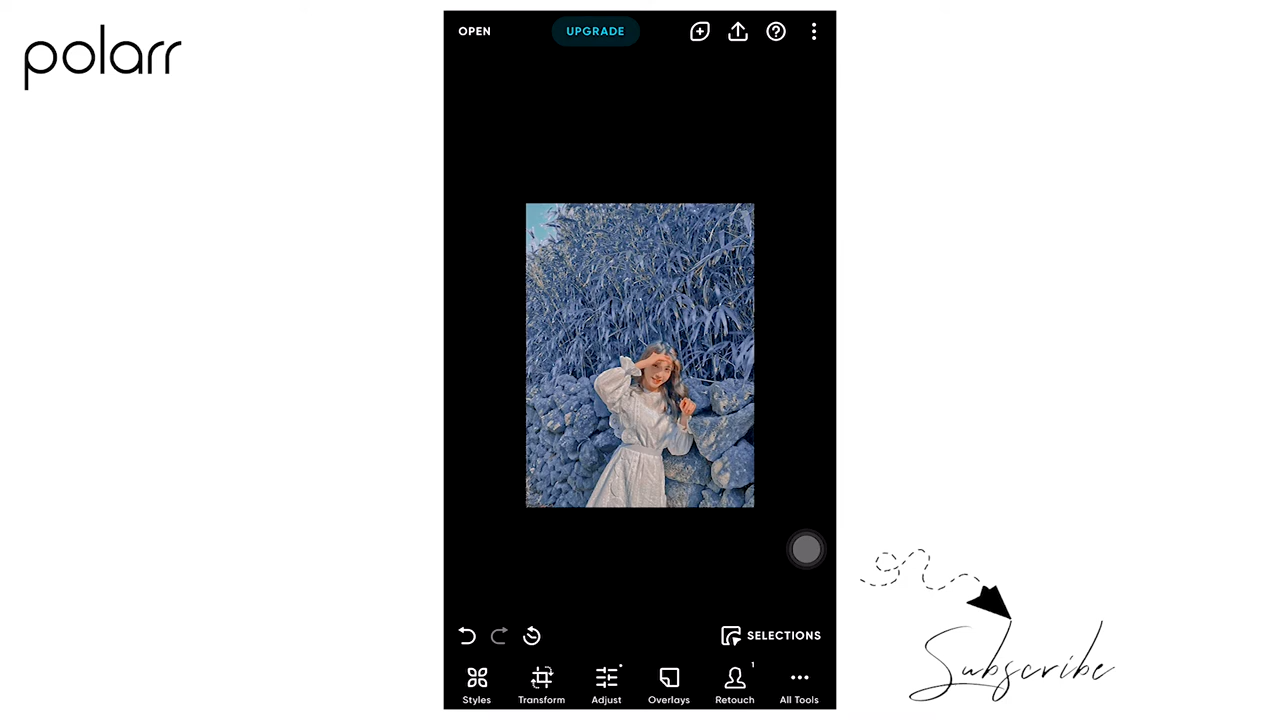 polarr
OPEN
UPGRADE
SELECTIONS
Styles
Transform
Adjust
Overlays
1
Retouch
All Tools
Subscribe